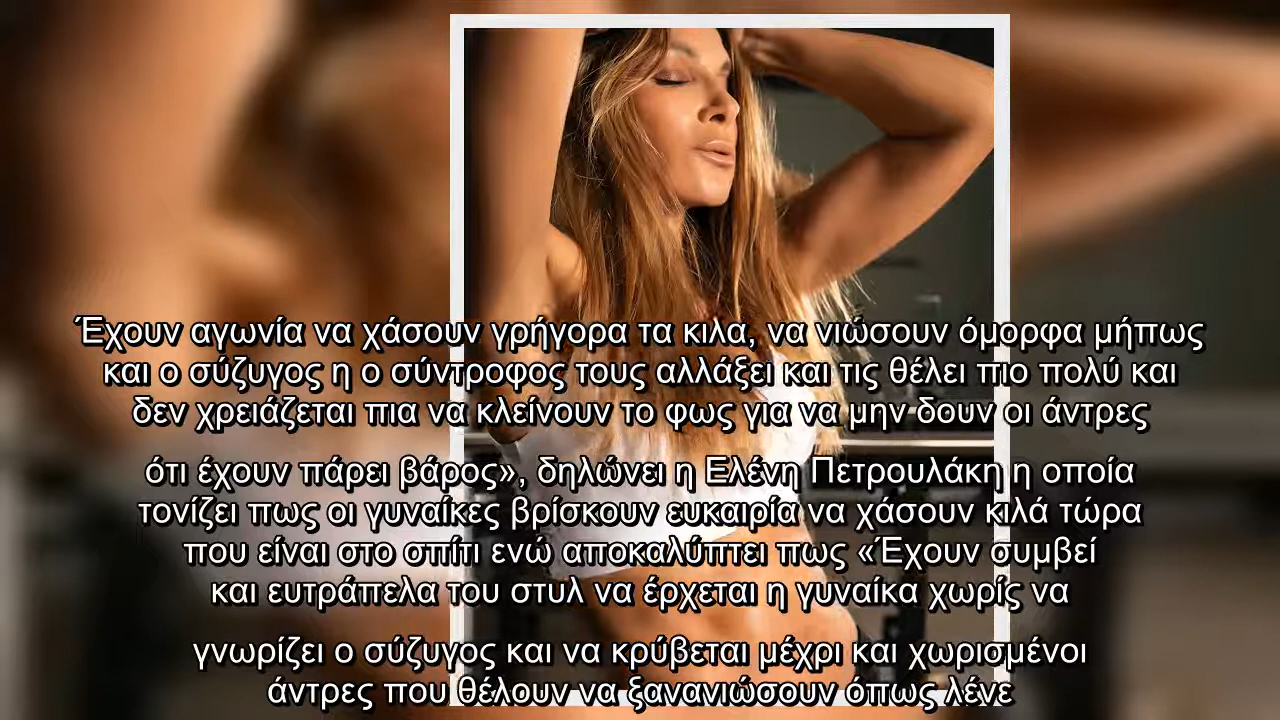 Έχουν αγωνία να χάσουν γρήγορα τα κιλα, να νιώσουν όμορφα μήπως
και ο σύζυγος η ο σύντροφος τους αλλάξει και τις θέλει πιο πολύ και
δεν χρειάζεται πια να κλείνουν το φως για να μην δουν οι άντρες
ότι έχουν πάρει βάρος», δηλώνει η Ελένη Πετρουλάκη η οποία
τονίζει πως οι γυναίκες βρίσκουν ευκαιρία να χάσουν κιλά τώρα
που είναι στο σπίτι ενώ αποκαλύπτει πως «Έχουν συμβεί
και ευτράπελα του στυλ να έρχεται η γυναίκα χωρίς να
γνωρίζει ο σύζυγος και να κρύβεται μέχρι και χωρισμένοι
άντρες που θέλουν να ξανανιώσουν όπως λένε